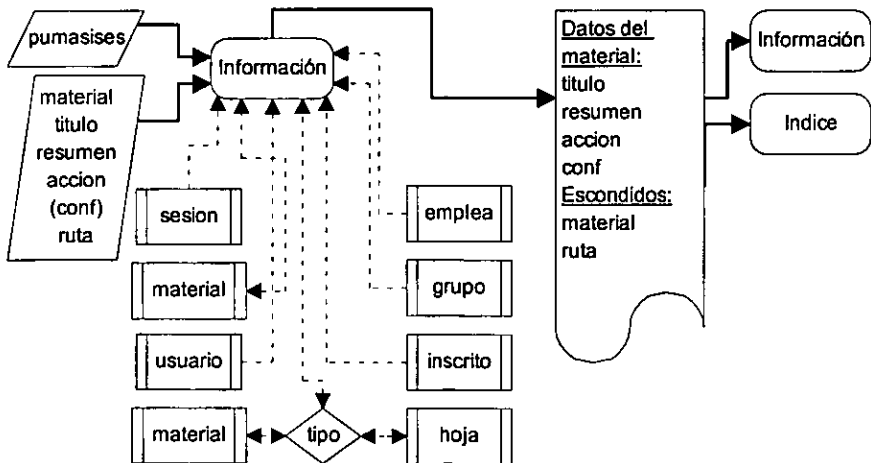 pumasises
Información
material
titulo
resumen
accion
(conf)
ruta
sesion
material
usuario
material
tipo
emplea
grupo
inscrito
hoja
Datos del
material:
titulo
resumen
accion
conf
Escondidos:
material
ruta
Información
Indice